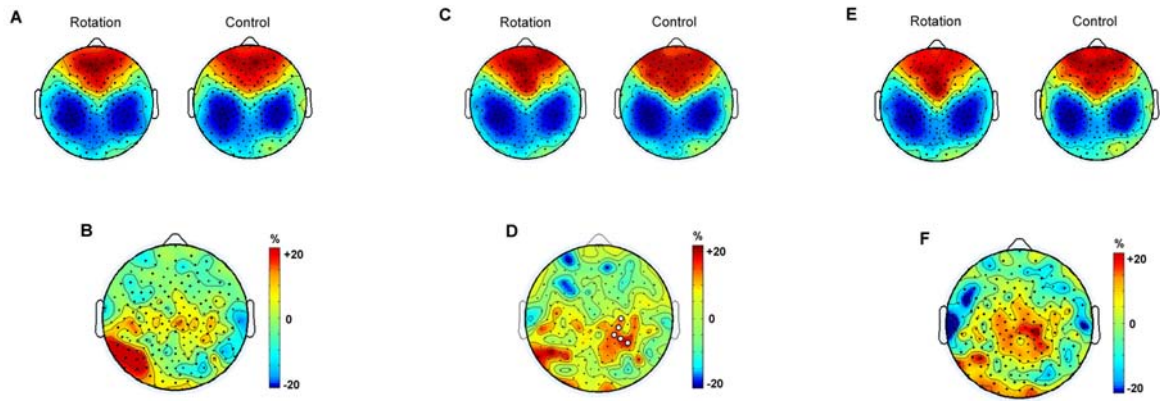 A
Rotation
Control
C
Rotation
Control
E
Rotation
Control
B
%
+20
0
-20
D
%
+20
0
-20
F
%
+20
0
-20